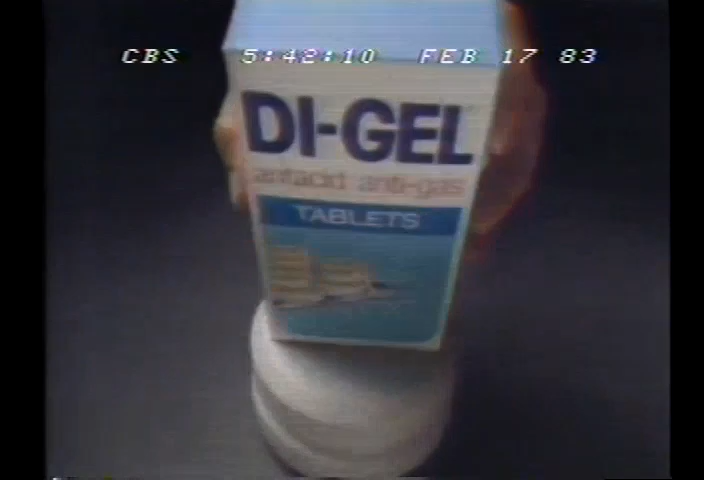 CBS 5:42:10 FEB 17 83
DI-GEL
antacid anti-gas
TABLETS